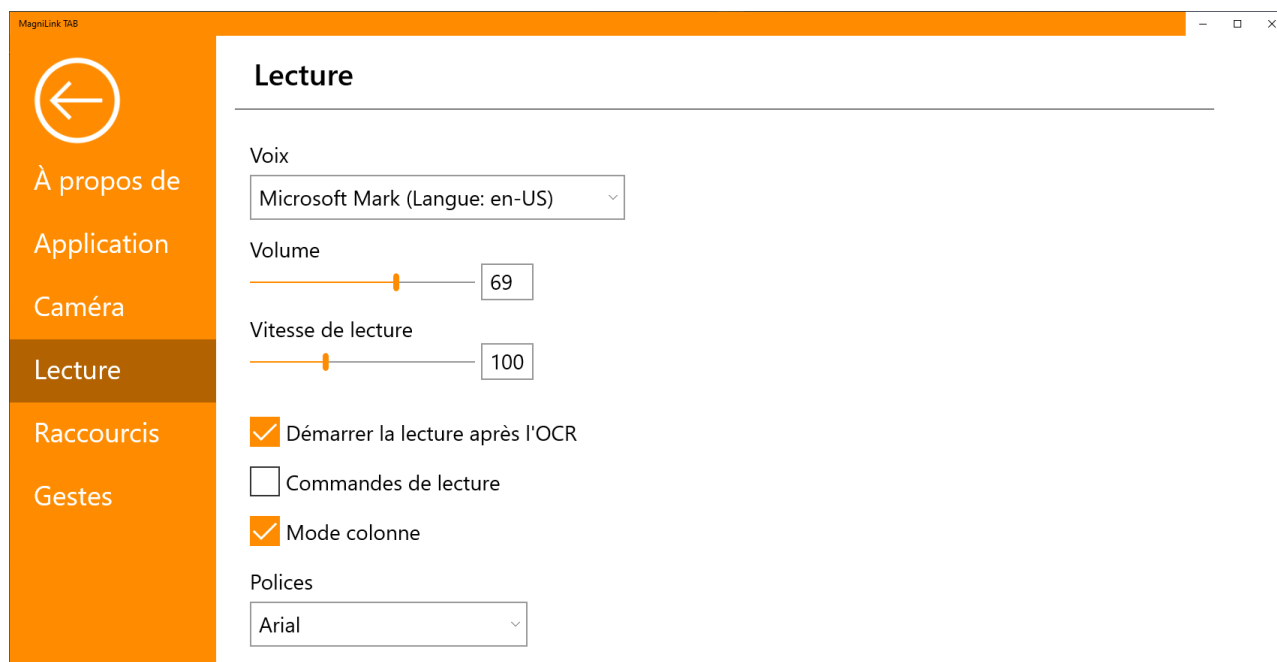 MagniLink TAB
À propos de
Application
Caméra
Lecture
Raccourcis
Gestes
Lecture
Voix
Microsoft Mark (Langue: en-US)
Volume
69
Vitesse de lecture
100
Démarrer la lecture après l'OCR
Commandes de lecture
Mode colonne
Polices
Arial